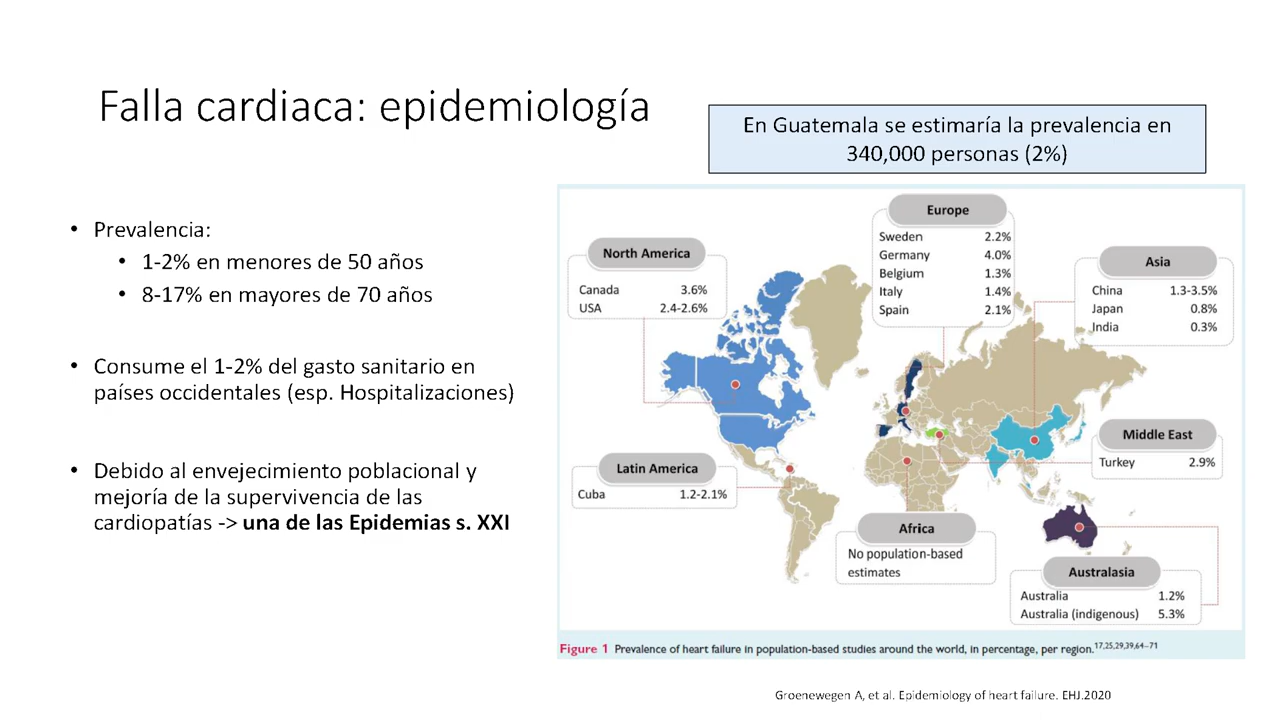 Falla cardiaca: epidemiología
En Guatemala se estimaría la prevalencia en
340,000 personas (2%)
• Prevalencia:
• 1-2% en menores de 50 años
• 8-17% en mayores de 70 años
• Consume el 1-2% del gasto sanitario en
países occidentales (esp. Hospitalizaciones)
• Debido al envejecimiento poblacional y
mejoría de la supervivencia de las
cardiopatías -> una de las Epidemias s. XXI
North America
Canada 3.6%
USA 2.4-2.6%
Europe
Sweden 2.2%
Germany 4.0%
Belgium 1.3%
Italy 1.4%
Spain 2.1%
Asia
China 1.3-3.5%
Japan 0.8%
India 0.3%
Latin America
Cuba 1.2-2.1%
Middle East
Turkey 2.9%
Africa
No population-based
estimates
Australasia
Australia 1.2%
Australia (indigenous) 5.3%
Figure 1 Prevalence of heart failure in population-based studies around the world, in percentage, per region.17,25,29,39,64–71
Groenewegen A, et al. Epidemiology of heart failure. EHJ.2020